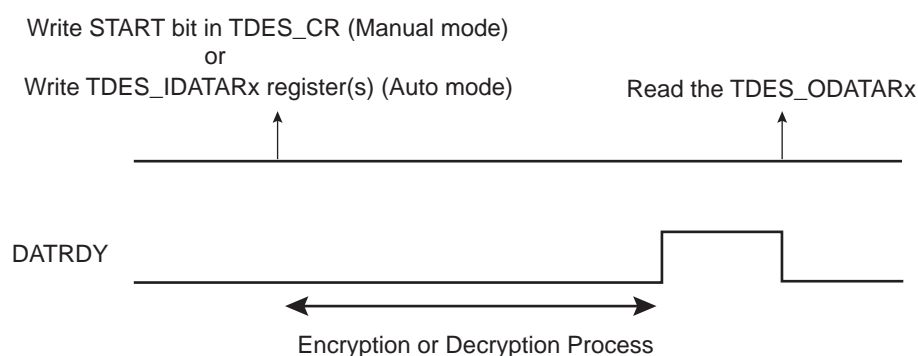 Write START bit in TDES_CR (Manual mode)
or
Write TDES_IDATARx register(s) (Auto mode)
Read the TDES_ODATARx
DATRDY
Encryption or Decryption Process